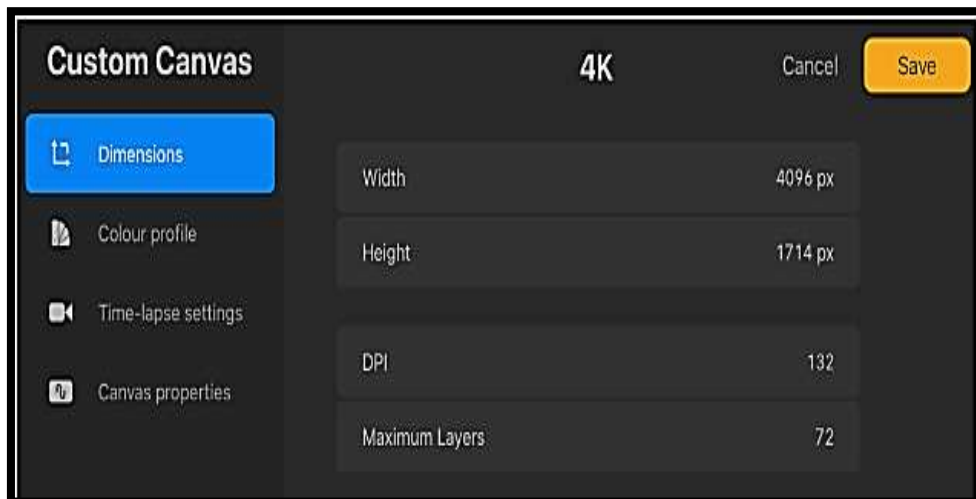 Custom Canvas
4K
Cancel
Save
Dimensions
Colour profile
Time-lapse settings
Canvas properties
Width 4096 px
Height 1714 px
DPI 132
Maximum Layers 72